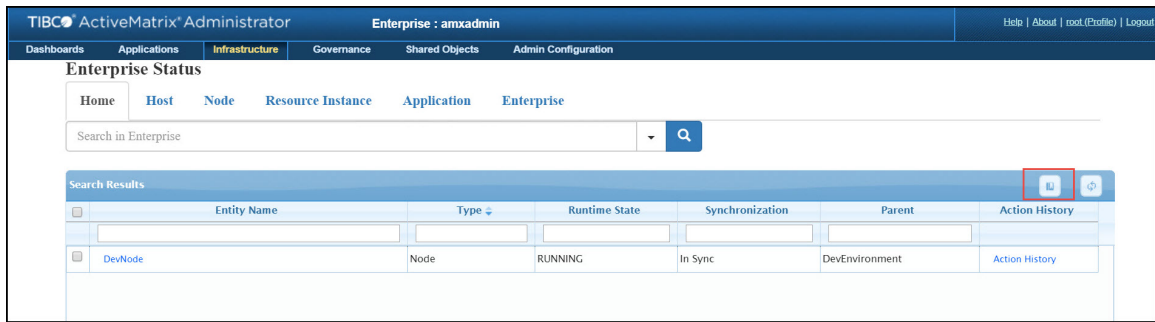 TIBCO® ActiveMatrix® Administrator Enterprise : amxadmin Help | About | root (Profile) | Logout
Dashboards Applications Infrastructure Governance Shared Objects Admin Configuration
Enterprise Status
Home Host Node Resource Instance Application Enterprise
Search in Enterprise
Search Results
Entity Name Type Runtime State Synchronization Parent Action History
DevNode Node RUNNING In Sync DevEnvironment Action History